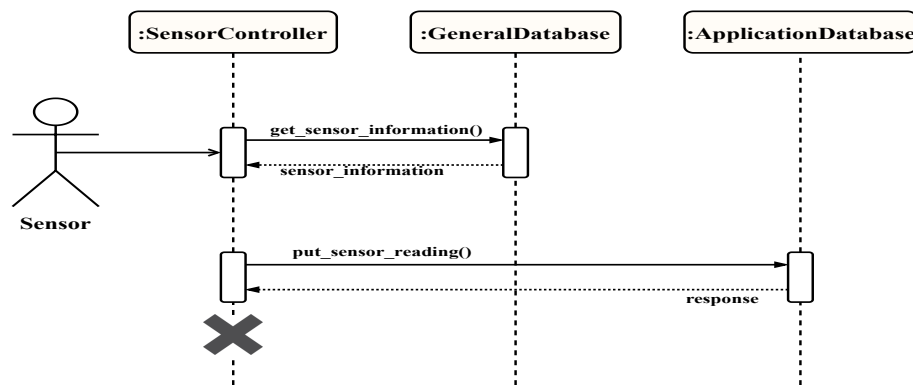 :SensorController
:GeneralDatabase
:ApplicationDatabase
get_sensor_information()
sensor_information
Sensor
put_sensor_reading()
response